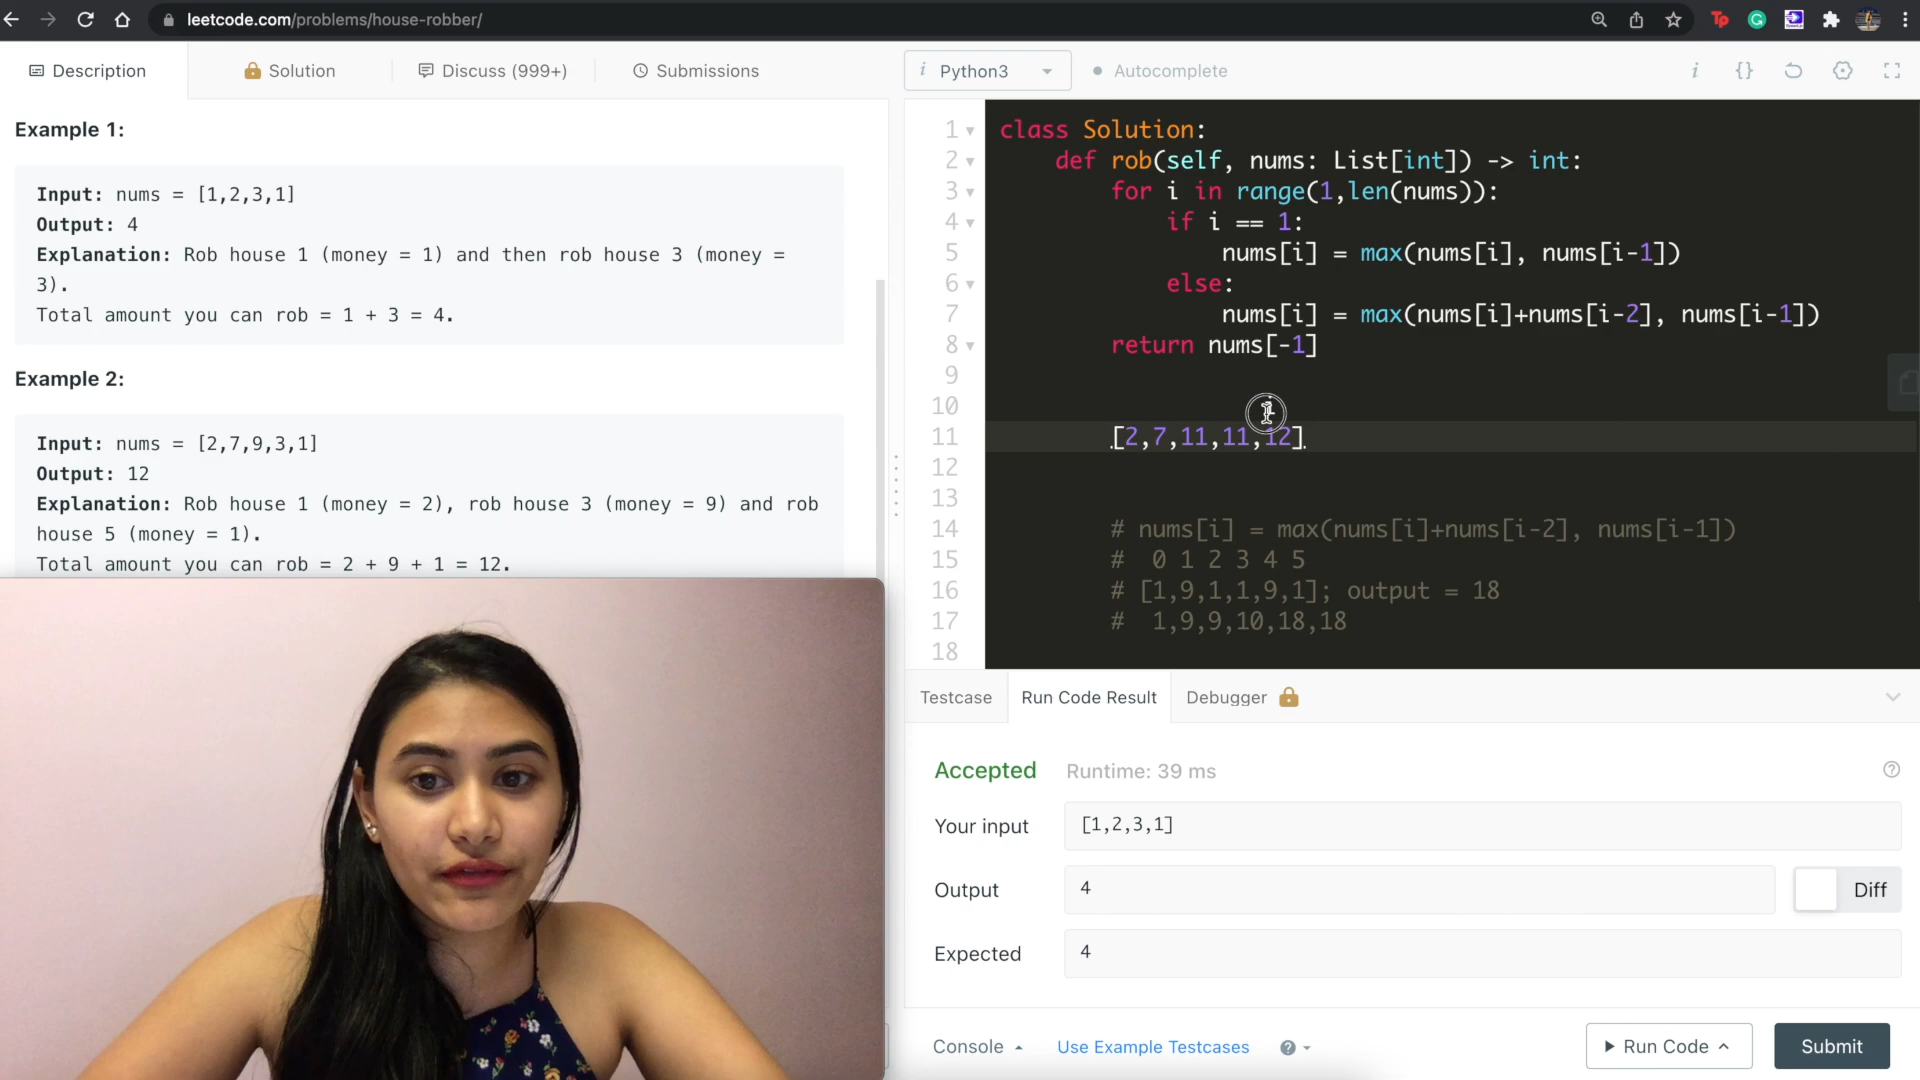 leetcode.com/problems/house-robber/
Description
Solution
Discuss (999+)
Submissions
Example 1:
Input: nums = [1,2,3,1]
Output: 4
Explanation: Rob house 1 (money = 1) and then rob house 3 (money =
3).
Total amount you can rob = 1 + 3 = 4.
Example 2:
Input: nums = [2,7,9,3,1]
Output: 12
Explanation: Rob house 1 (money = 2), rob house 3 (money = 9) and rob
house 5 (money = 1).
Total amount you can rob = 2 + 9 + 1 = 12.
i Python3
Autocomplete
i {}
1 class Solution:
2 def rob(self, nums: List[int]) -> int:
3 for i in range(1,len(nums)):
4 if i == 1:
5 nums[i] = max(nums[i], nums[i-1])
6 else:
7 nums[i] = max(nums[i]+nums[i-2], nums[i-1])
8 return nums[-1]
9
10
11 [2,7,11,11,12]
12
13
14 # nums[i] = max(nums[i]+nums[i-2], nums[i-1])
15 # 0 1 2 3 4 5
16 # [1,9,1,1,9,1]; output = 18
17 # 1,9,9,10,18,18
18
Testcase
Run Code Result
Debugger
Accepted Runtime: 39 ms
Your input [1,2,3,1]
Output 4 Diff
Expected 4
Console
Use Example Testcases
Run Code
Submit